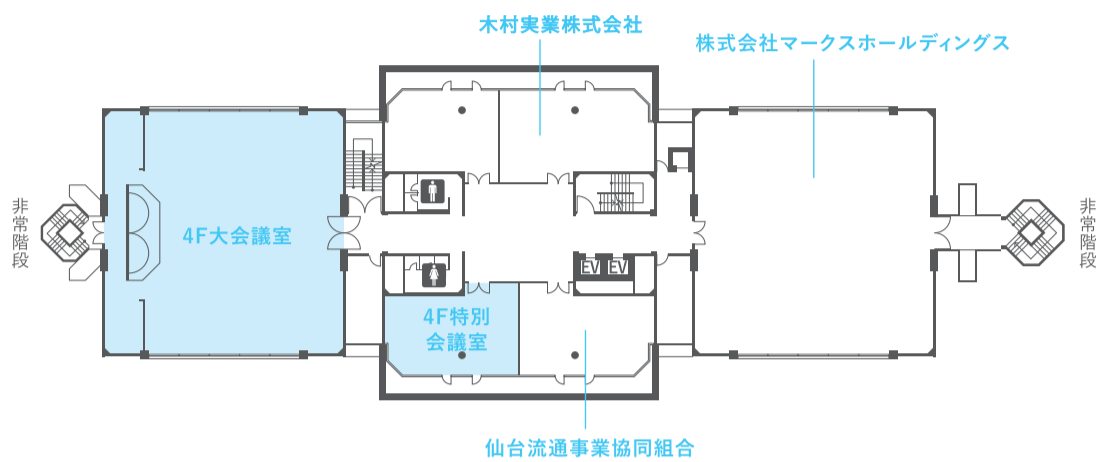 木村実業株式会社
株式会社マークスホールディングス
非常階段
4F大会議室
非常階段
EV EV
4F特別
会議室
仙台流通事業協同組合